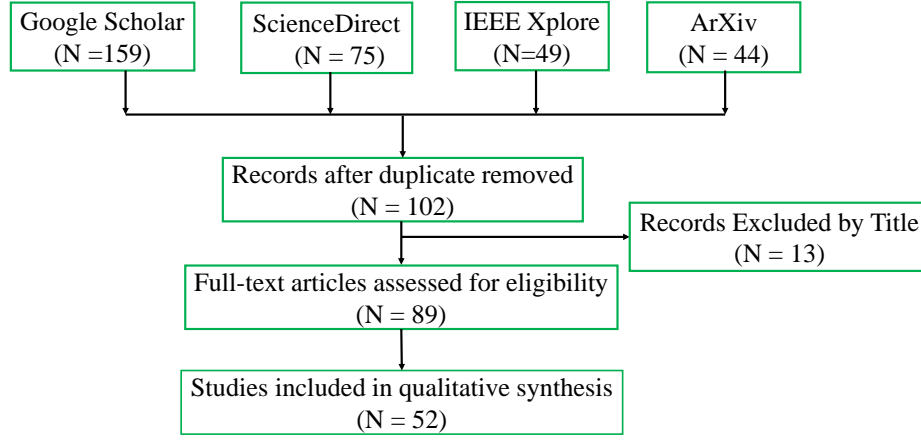 Google Scholar
(N =159)
ScienceDirect
(N = 75)
IEEE Xplore
(N=49)
ArXiv
(N = 44)
Records after duplicate removed
(N = 102)
Records Excluded by Title
(N = 13)
Full-text articles assessed for eligibility
(N = 89)
Studies included in qualitative synthesis
(N = 52)